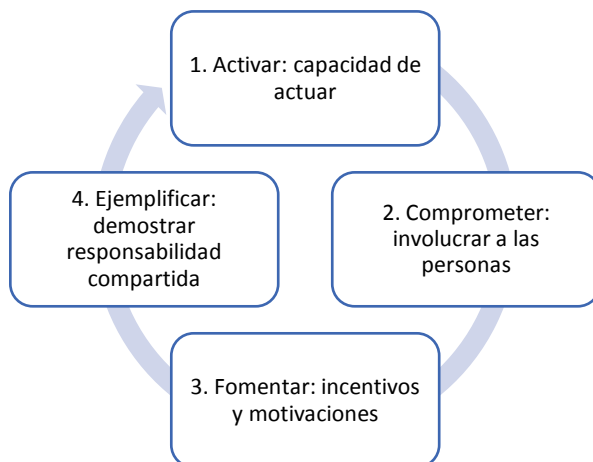 1. Activar: capacidad de
actuar
2. Comprometer:
involucrar a las
personas
3. Fomentar: incentivos
y motivaciones
4. Ejemplificar:
demostrar
responsabilidad
compartida